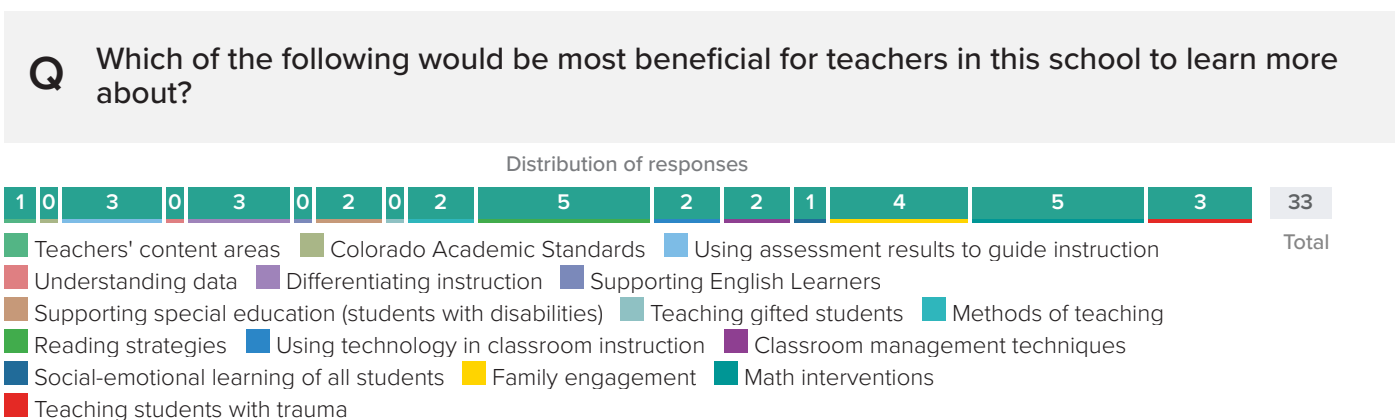 Q Which of the following would be most beneficial for teachers in this school to learn more
about?
Distribution of responses
1 0 3 0 3 0 2 0 2 5 2 2 1 4 5 3 33
Total
Teachers' content areas Colorado Academic Standards Using assessment results to guide instruction
Understanding data Differentiating instruction Supporting English Learners
Supporting special education (students with disabilities) Teaching gifted students Methods of teaching
Reading strategies Using technology in classroom instruction Classroom management techniques
Social-emotional learning of all students Family engagement Math interventions
Teaching students with trauma